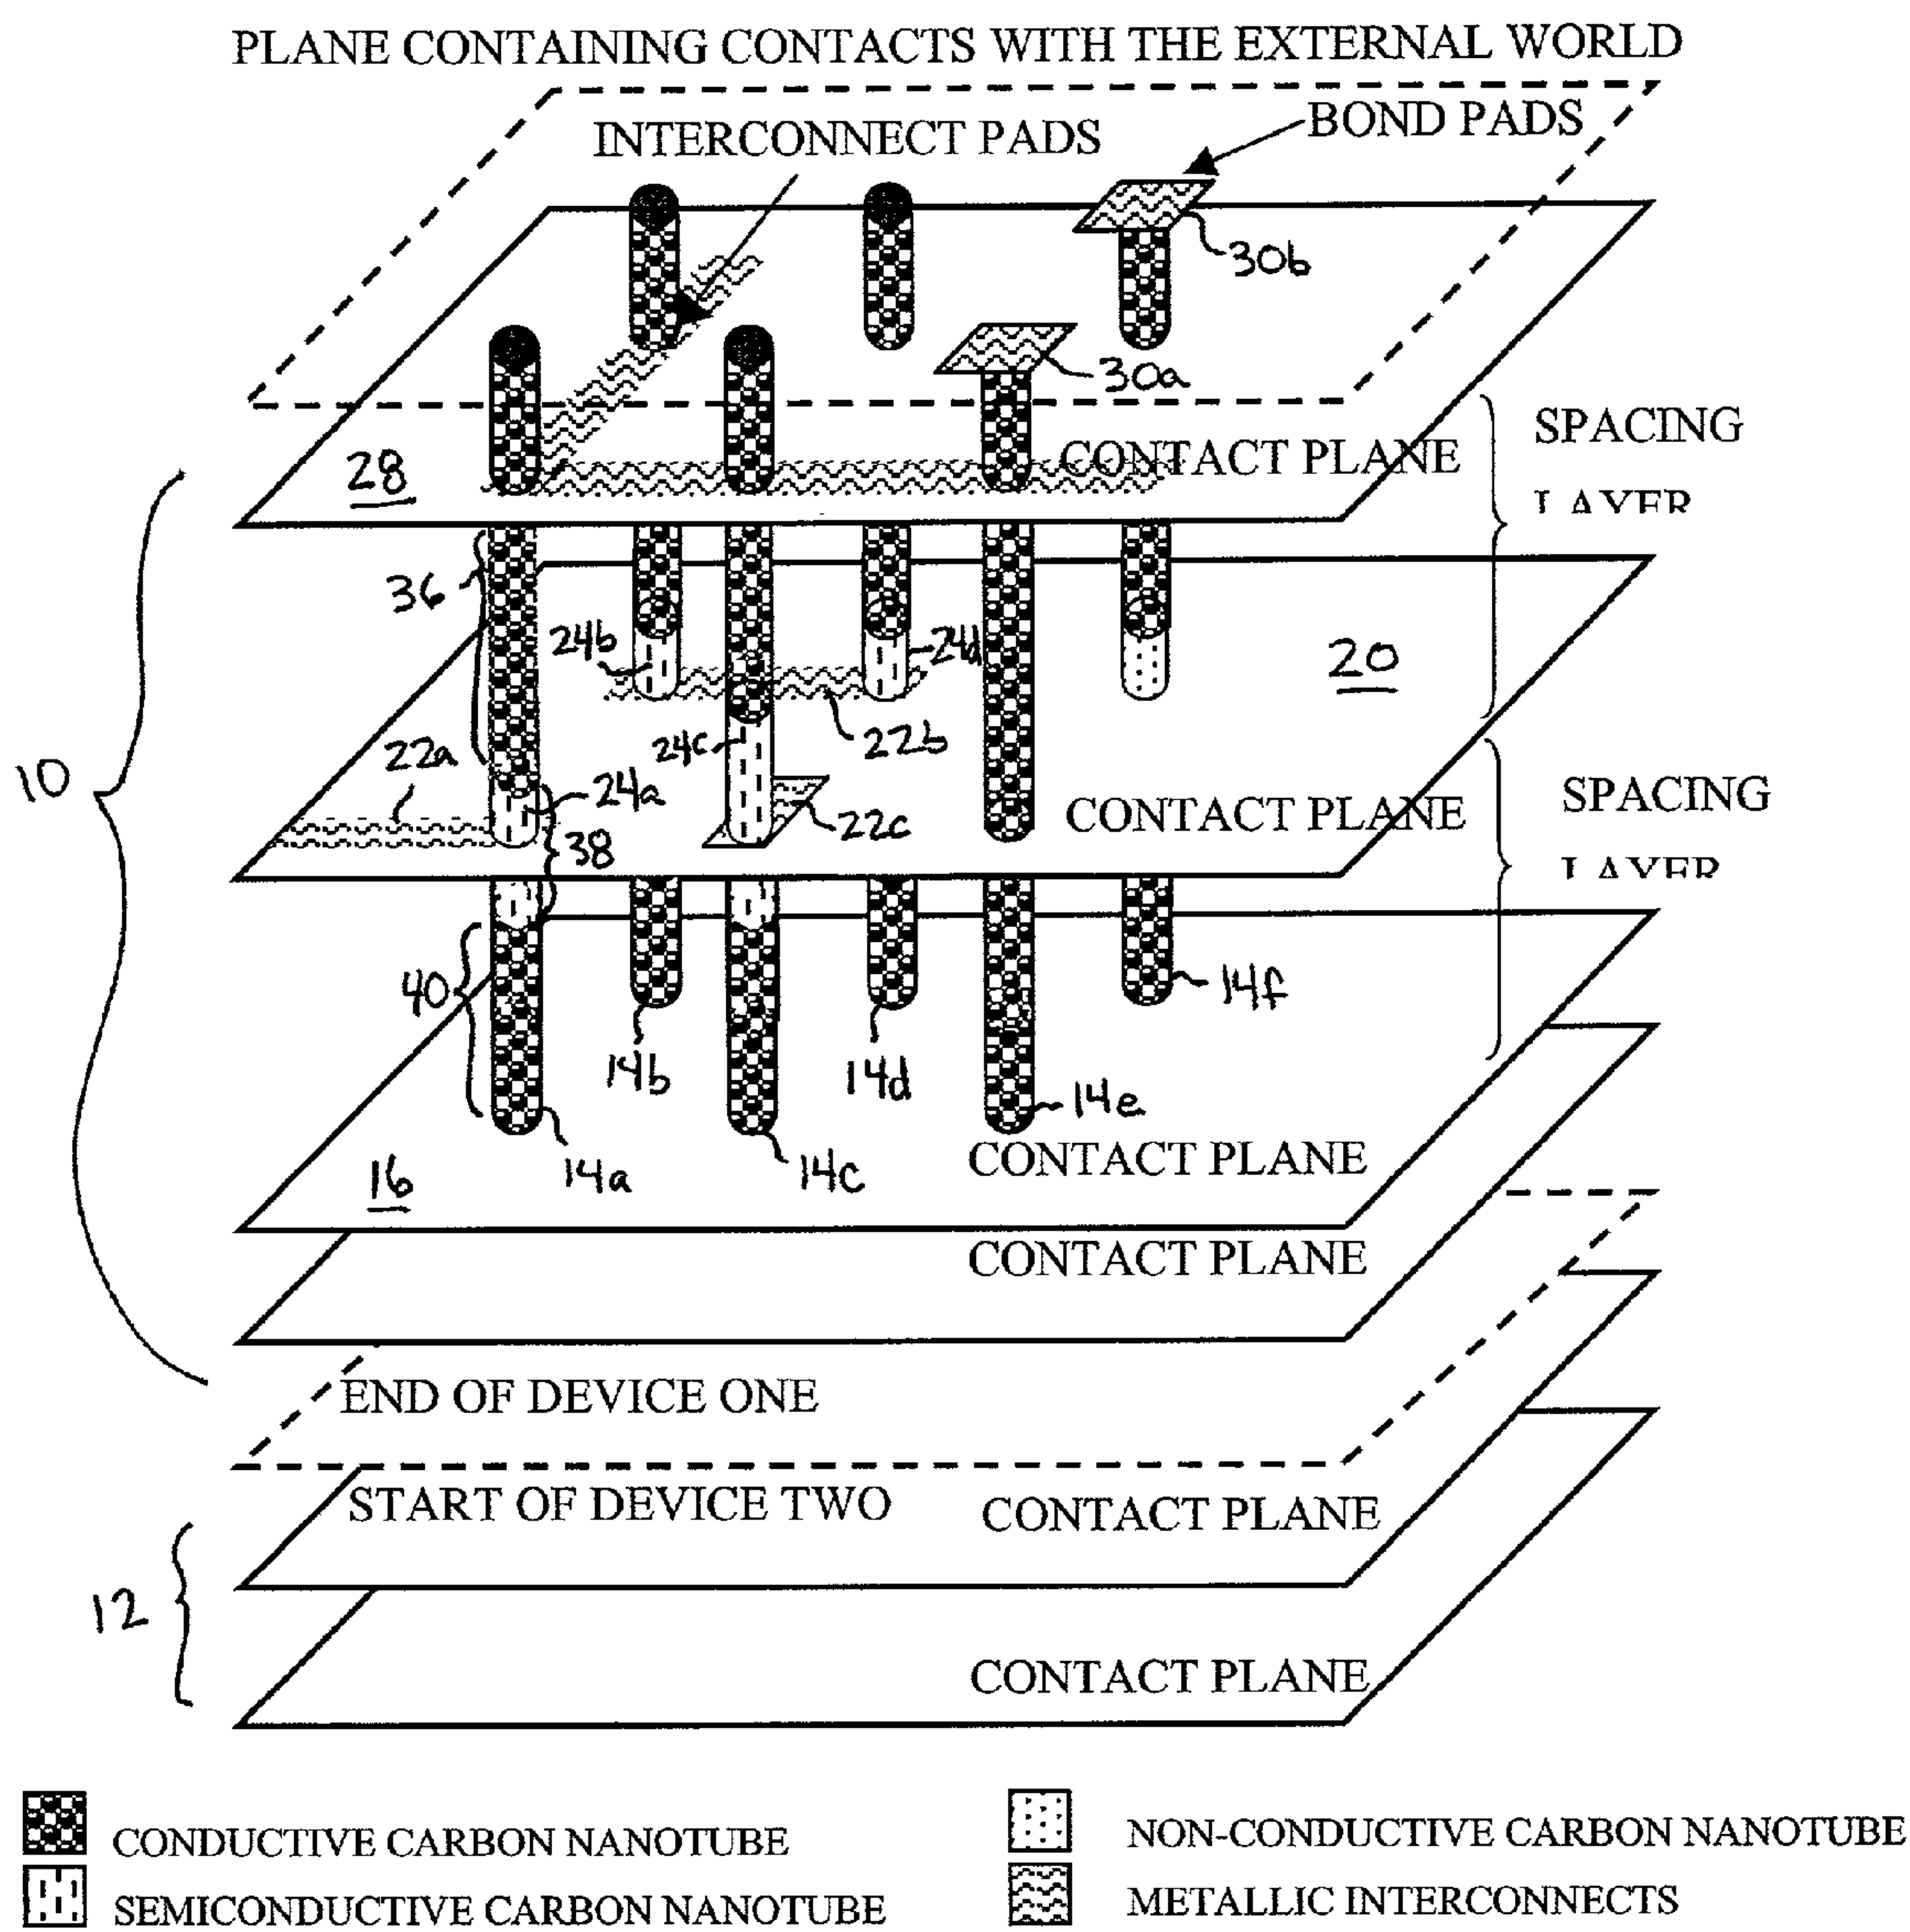 PLANE CONTAINING CONTACTS WITH THE EXTERNAL WORLD
INTERCONNECT PADS
BOND PADS
30b
30a
CONTACT PLANE
SPACING
LAYER
28
36
24b
24d
20
24c
22b
22a
24a
22c
CONTACT PLANE
SPACING
LAYER
10
38
40
14f
14b
14d
14e
CONTACT PLANE
16
14a
14c
CONTACT PLANE
END OF DEVICE ONE
START OF DEVICE TWO
CONTACT PLANE
12
CONTACT PLANE
CONDUCTIVE CARBON NANOTUBE
NON-CONDUCTIVE CARBON NANOTUBE
SEMICONDUCTIVE CARBON NANOTUBE
METALLIC INTERCONNECTS